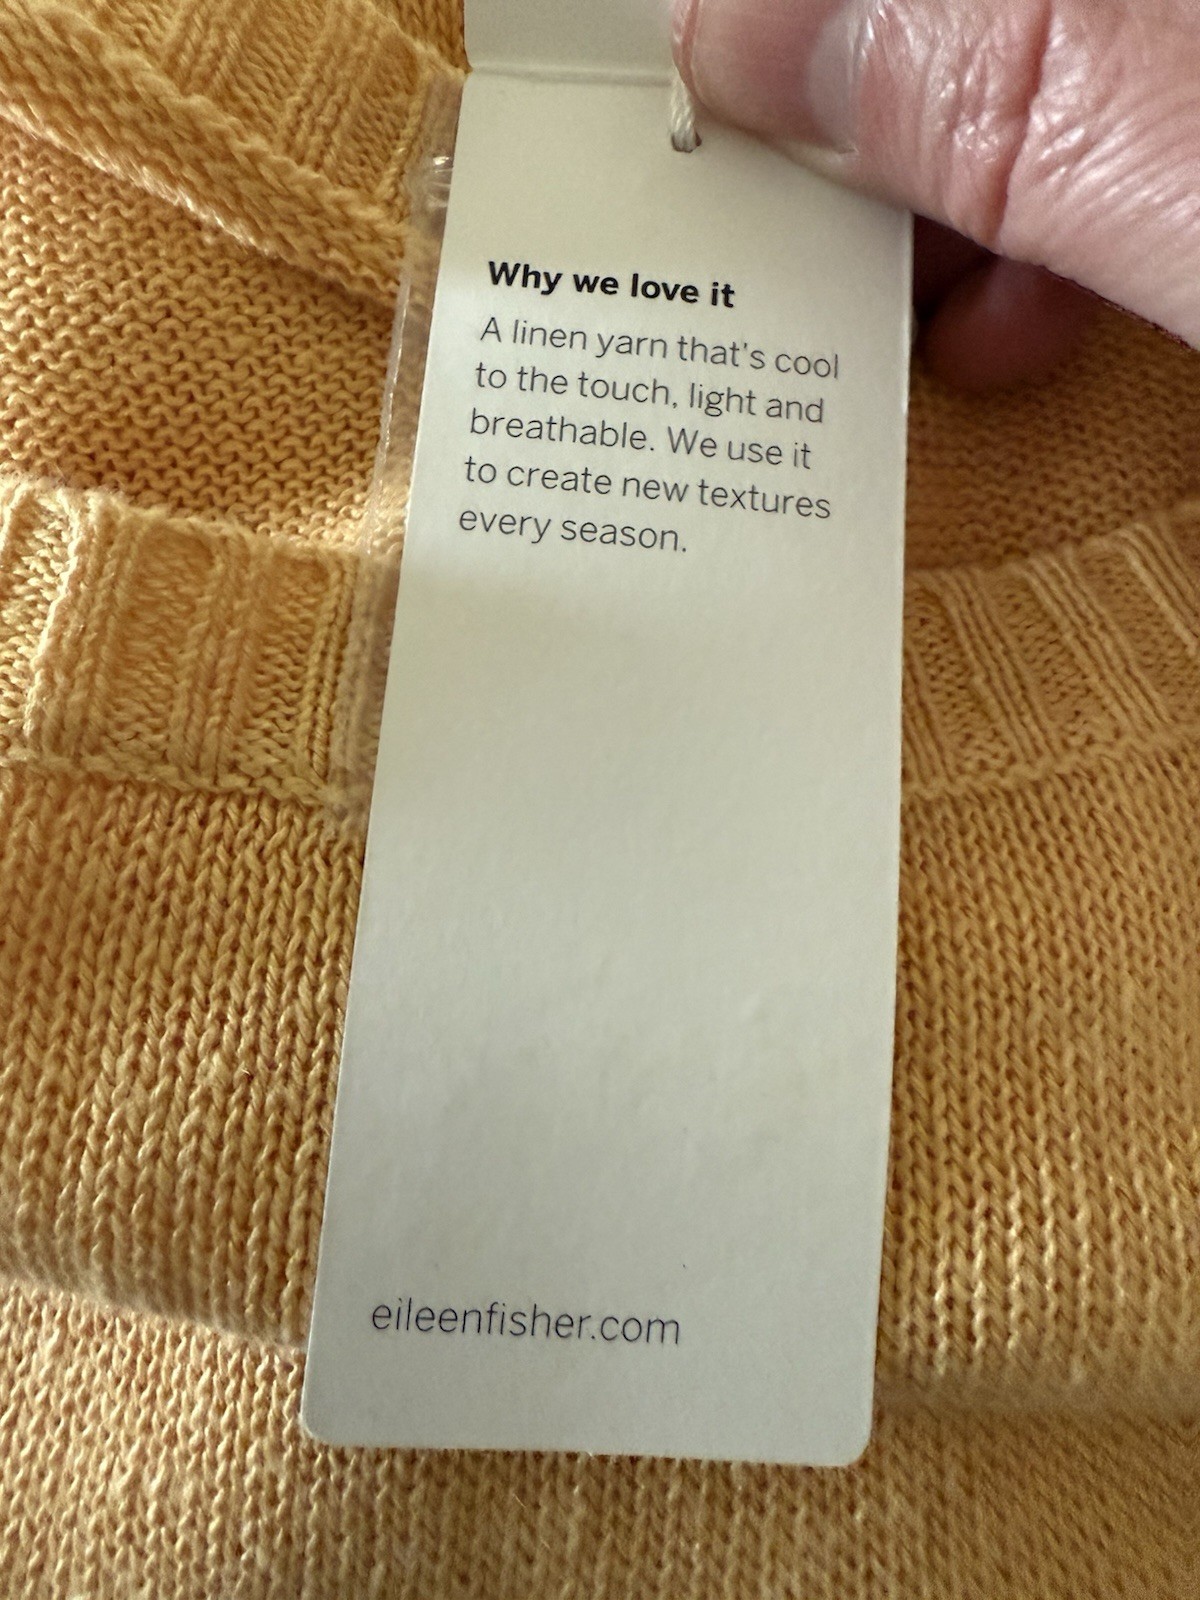 Why we love it
A linen yarn that's cool
to the touch, light and
breathable. We use it
to create new textures
every season.
eileenfisher.com